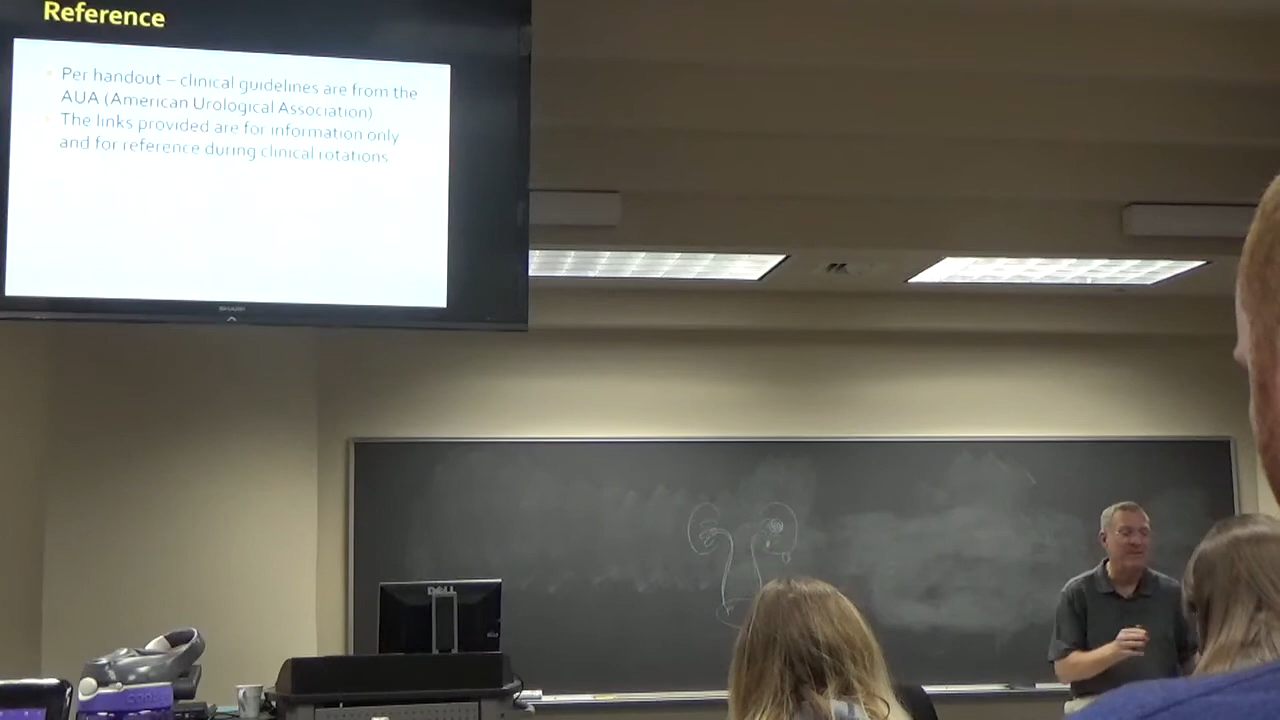 Reference
Per handout – clinical guidelines are from the
AUA (American Urological Association)
The links provided are for information only
and for reference during clinical rotations
SHARP
DELL